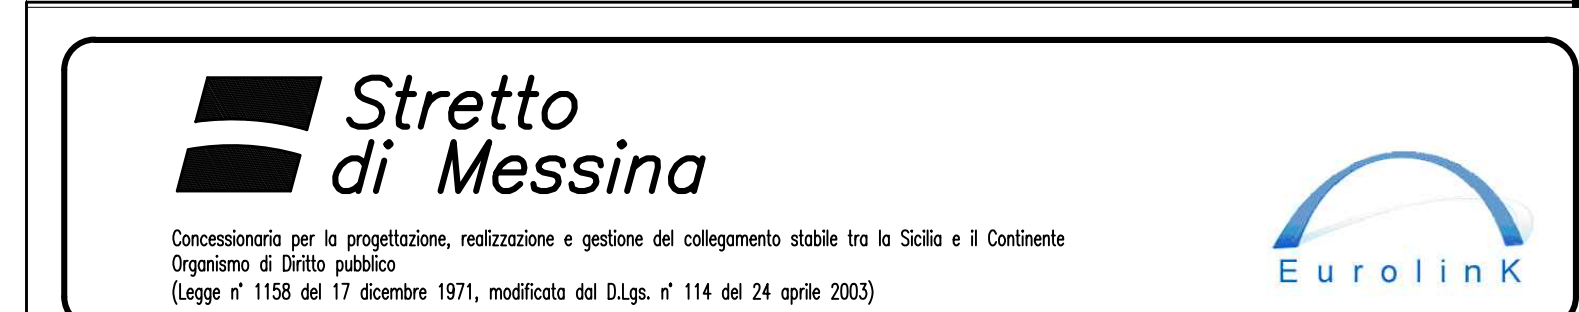 Stretto
di Messina
Concessionaria per la progettazione, realizzazione e gestione del collegamento stabile tra la Sicilia e il Continente
Organismo di Diritto pubblico
(Legge n° 1158 del 17 dicembre 1971, modificata dal D.Lgs. n° 114 del 24 aprile 2003)
EurolinK